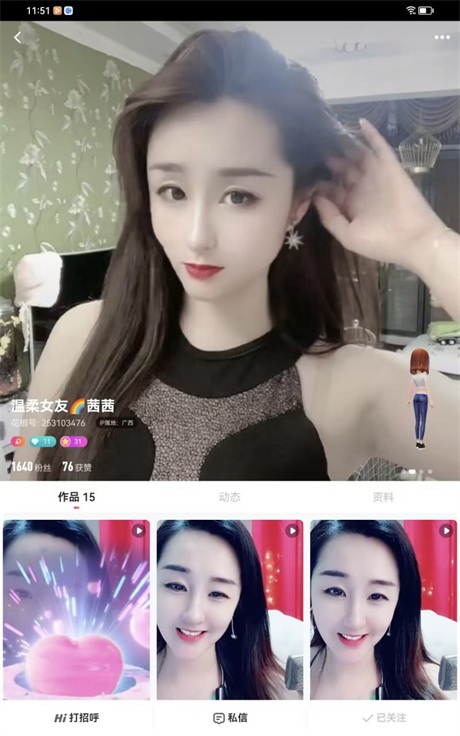 11:51
温柔女友🌈茜茜
花椒号: 253103476 IP属地：广西
11 31
1640 粉丝 76 获赞
作品 15 动态 资料
Hi 打招呼 私信 已关注